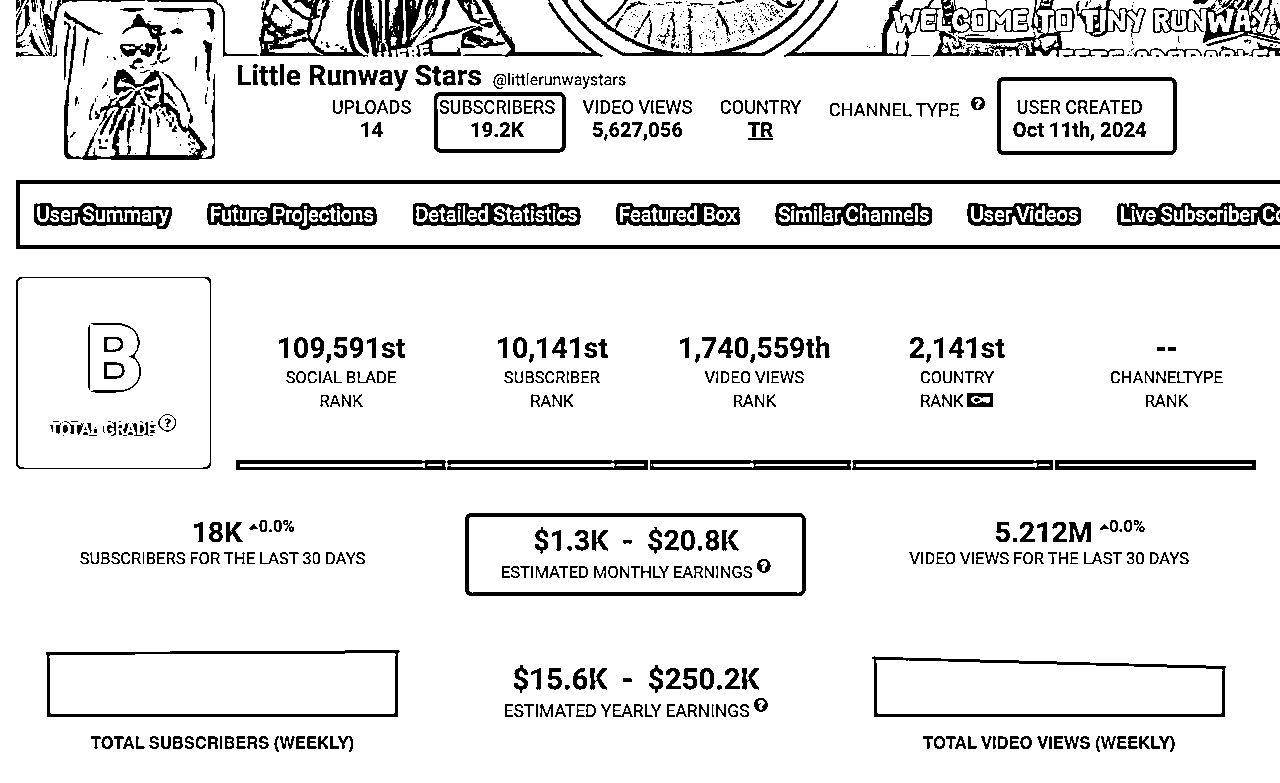 WELCOME TO TINY RUNWAY
Little Runway Stars @littlerunwaystars
UPLOADS SUBSCRIBERS VIDEO VIEWS COUNTRY CHANNEL TYPE ? USER CREATED
14 19.2K 5,627,056 TR Oct 11th, 2024
User Summary Future Projections Detailed Statistics Featured Box Similar Channels User Videos Live Subscriber
B
TOTAL GRADE ?
109,591st 10,141st 1,740,559th 2,141st --
SOCIAL BLADE SUBSCRIBER VIDEO VIEWS COUNTRY CHANNELTYPE
RANK RANK RANK RANK RANK
18K 0.0% $1.3K - $20.8K 5.212M 0.0%
SUBSCRIBERS FOR THE LAST 30 DAYS ESTIMATED MONTHLY EARNINGS ? VIDEO VIEWS FOR THE LAST 30 DAYS
$15.6K - $250.2K
ESTIMATED YEARLY EARNINGS ?
TOTAL SUBSCRIBERS (WEEKLY) TOTAL VIDEO VIEWS (WEEKLY)